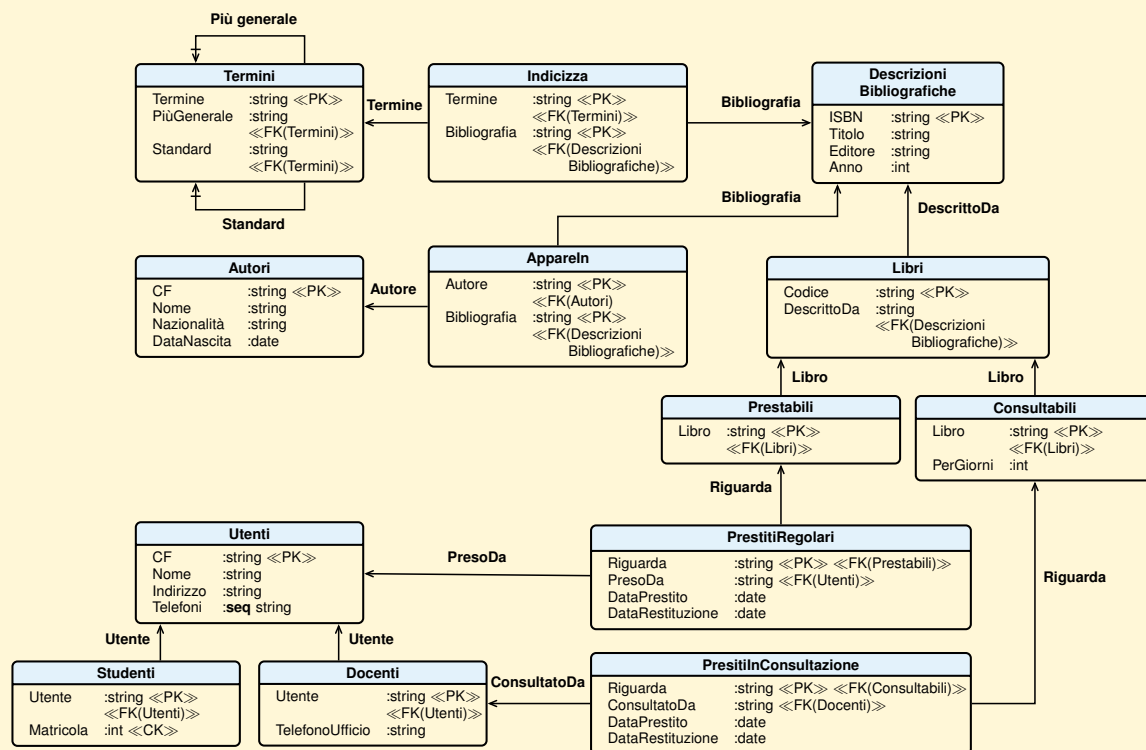 Più generale
Termini
Termine :string ≪PK≫
PiùGenerale :string
≪FK(Termini)≫
Standard :string
≪FK(Termini)≫
Standard
Termine
Indicizza
Termine :string ≪PK≫
≪FK(Termini)≫
Bibliografia :string ≪PK≫
≪FK(Descrizioni
Bibliografiche)≫
Bibliografia
Descrizioni
Bibliografiche
ISBN :string ≪PK≫
Titolo :string
Editore :string
Anno :int
Bibliografia
DescrittoDa
Autori
CF :string ≪PK≫
Nome :string
Nazionalità :string
DataNascita :date
Autore
AppareIn
Autore :string ≪PK≫
≪FK(Autori)
Bibliografia :string ≪PK≫
≪FK(Descrizioni
Bibliografiche)≫
Libri
Codice :string ≪PK≫
DescrittoDa :string
≪FK(Descrizioni
Bibliografiche)≫
Libro
Libro
Prestabili
Libro :string ≪PK≫
≪FK(Libri)≫
Consultabili
Libro :string ≪PK≫
≪FK(Libri)≫
PerGiorni :int
Riguarda
Utenti
CF :string ≪PK≫
Nome :string
Indirizzo :string
Telefoni :seq string
PresoDa
PrestitiRegolari
Riguarda :string ≪PK≫ ≪FK(Prestabili)≫
PresoDa :string ≪FK(Utenti)≫
DataPrestito :date
DataRestituzione :date
Riguarda
Utente
Utente
Studenti
Utente :string ≪PK≫
≪FK(Utenti)≫
Matricola :int ≪CK≫
Docenti
Utente :string ≪PK≫
≪FK(Utenti)≫
TelefonoUfficio :string
ConsultatoDa
PresitiInConsultazione
Riguarda :string ≪PK≫ ≪FK(Consultabili)≫
ConsultatoDa :string ≪FK(Docenti)≫
DataPrestito :date
DataRestituzione :date